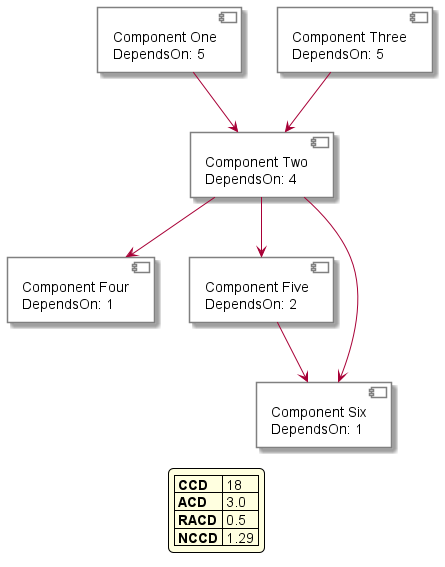 Component One
DependsOn: 5
Component Three
DependsOn: 5
Component Two
DependsOn: 4
Component Four
DependsOn: 1
Component Five
DependsOn: 2
Component Six
DependsOn: 1
CCD 18
ACD 3.0
RACD 0.5
NCCD 1.29